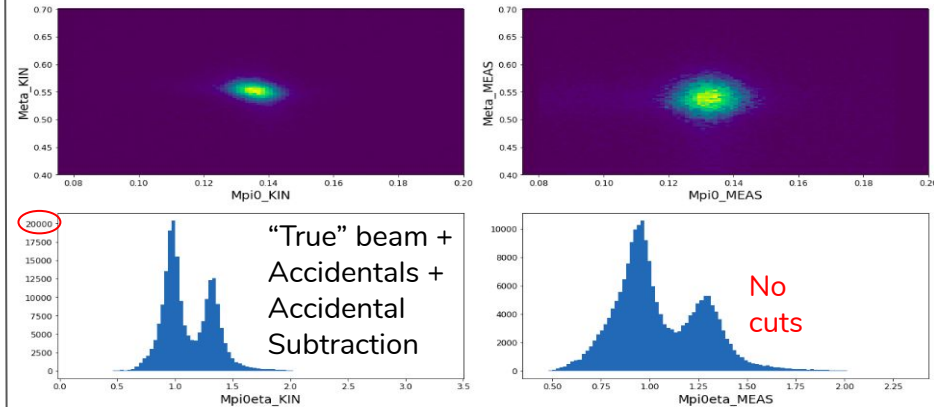 0.70
0.65
0.60
0.55
0.50
0.45
0.40
Meta_KIN
0.08 0.10 0.12 0.14 0.16 0.18 0.20
Mpi0_KIN
0.70
0.65
0.60
0.55
0.50
0.45
0.40
Meta_MEAS
0.08 0.10 0.12 0.14 0.16 0.18 0.20
Mpi0_MEAS
20000
17500
15000
12500
10000
7500
5000
2500
0
“True” beam +
Accidentals +
Accidental
Subtraction
0.0 0.5 1.0 1.5 2.0 2.5 3.0 3.5
Mpi0eta_KIN
10000
8000
6000
4000
2000
0
No
cuts
0.50 0.75 1.00 1.25 1.50 1.75 2.00 2.25
Mpi0eta_MEAS